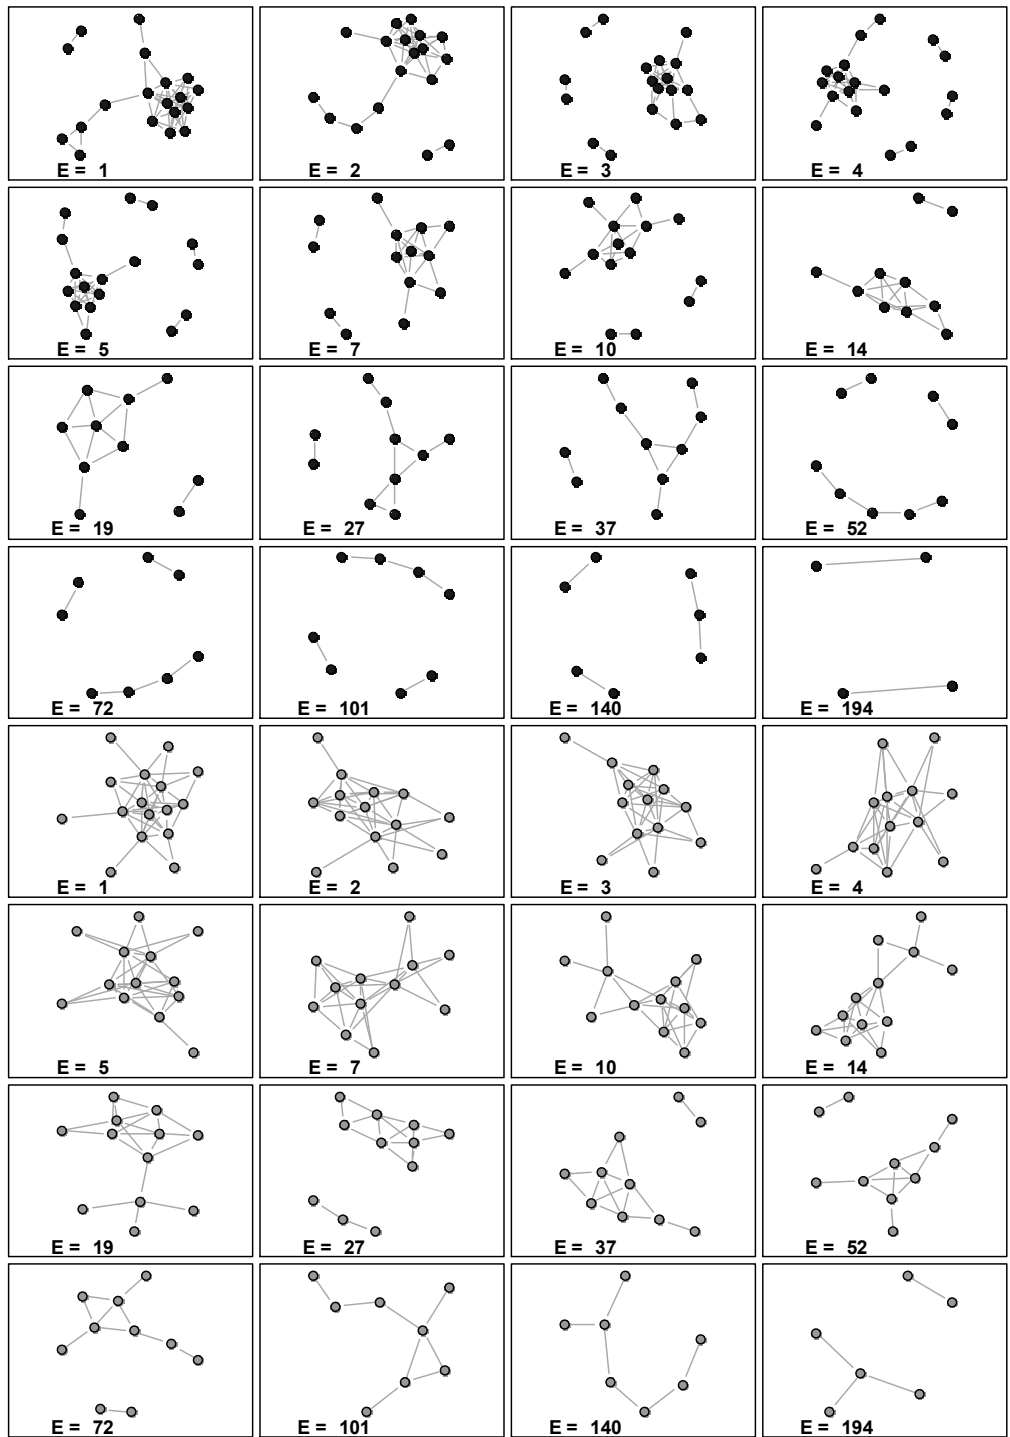 E = 1
E = 2
E = 3
E = 4
E = 5
E = 7
E = 10
E = 14
E = 19
E = 27
E = 37
E = 52
E = 72
E = 101
E = 140
E = 194
E = 1
E = 2
E = 3
E = 4
E = 5
E = 7
E = 10
E = 14
E = 19
E = 27
E = 37
E = 52
E = 72
E = 101
E = 140
E = 194